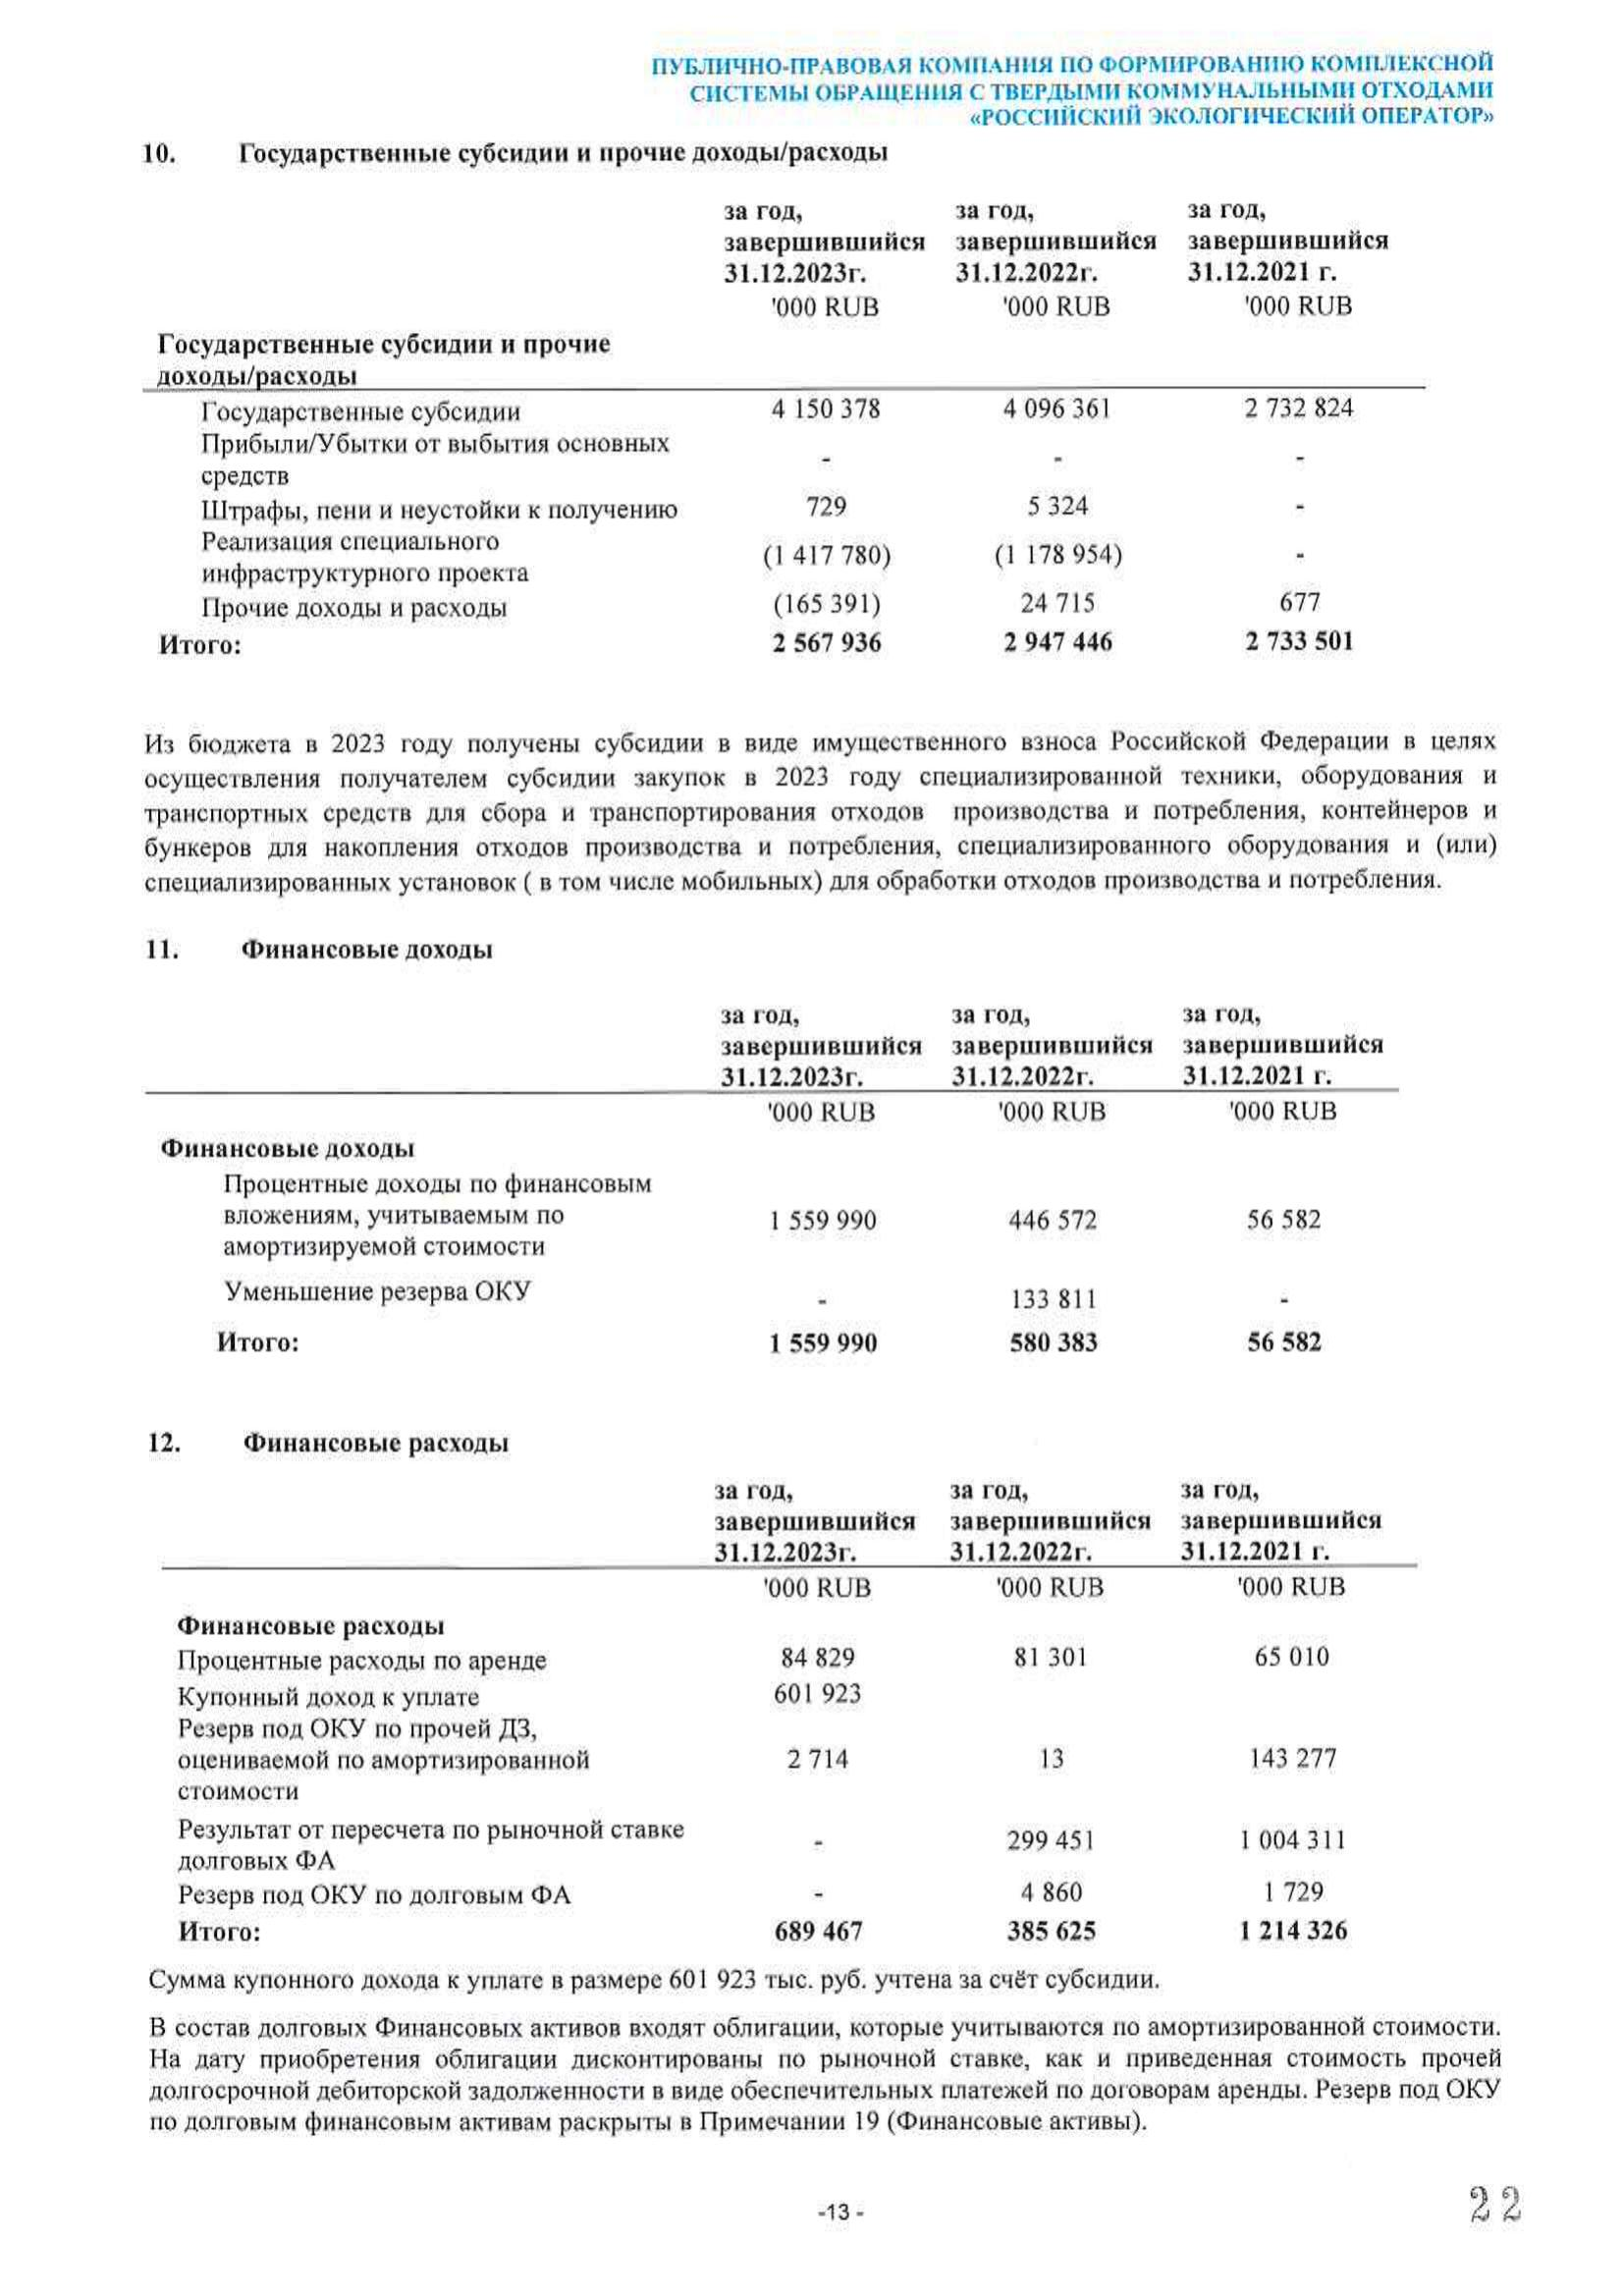 ПУБЛИЧНО-ПРАВОВАЯ КОМПАНИЯ ПО ФОРМИРОВАНИЮ КОМПЛЕКСНОЙ
СИСТЕМЫ ОБРАЩЕНИЯ С ТВЕРДЫМИ КОММУНАЛЬНЫМИ ОТХОДАМИ
«РОССИЙСКИЙ ЭКОЛОГИЧЕСКИЙ ОПЕРАТОР»
10. Государственные субсидии и прочие доходы/расходы
за год, за год, за год,
завершившийся завершившийся завершившийся
31.12.2023г. 31.12.2022г. 31.12.2021 г.
'000 RUB '000 RUB '000 RUB
Государственные субсидии и прочие
доходы/расходы
Государственные субсидии 4 150 378 4 096 361 2 732 824
Прибыли/Убытки от выбытия основных
средств - - -
Штрафы, пени и неустойки к получению 729 5 324 -
Реализация специального
инфраструктурного проекта (1 417 780) (1 178 954) -
Прочие доходы и расходы (165 391) 24 715 677
Итого: 2 567 936 2 947 446 2 733 501
Из бюджета в 2023 году получены субсидии в виде имущественного взноса Российской Федерации в целях
осуществления получателем субсидии закупок в 2023 году специализированной техники, оборудования и
транспортных средств для сбора и транспортирования отходов производства и потребления, контейнеров и
бункеров для накопления отходов производства и потребления, специализированного оборудования и (или)
специализированных установок ( в том числе мобильных) для обработки отходов производства и потребления.
11. Финансовые доходы
за год, за год, за год,
завершившийся завершившийся завершившийся
31.12.2023г. 31.12.2022г. 31.12.2021 г.
'000 RUB '000 RUB '000 RUB
Финансовые доходы
Процентные доходы по финансовым
вложениям, учитываемым по 1 559 990 446 572 56 582
амортизируемой стоимости
Уменьшение резерва ОКУ - 133 811 -
Итого: 1 559 990 580 383 56 582
12. Финансовые расходы
за год, за год, за год,
завершившийся завершившийся завершившийся
31.12.2023г. 31.12.2022г. 31.12.2021 г.
'000 RUB '000 RUB '000 RUB
Финансовые расходы
Процентные расходы по аренде 84 829 81 301 65 010
Купонный доход к уплате 601 923
Резерв под ОКУ по прочей ДЗ,
оцениваемой по амортизированной 2 714 13 143 277
стоимости
Результат от пересчета по рыночной ставке - 299 451 1 004 311
долговых ФА
Резерв под ОКУ по долговым ФА - 4 860 1 729
Итого: 689 467 385 625 1 214 326
Сумма купонного дохода к уплате в размере 601 923 тыс. руб. учтена за счёт субсидии.
В состав долговых Финансовых активов входят облигации, которые учитываются по амортизированной стоимости.
На дату приобретения облигации дисконтированы по рыночной ставке, как и приведенная стоимость прочей
долгосрочной дебиторской задолженности в виде обеспечительных платежей по договорам аренды. Резерв под ОКУ
по долговым финансовым активам раскрыты в Примечании 19 (Финансовые активы).
-13 -
22